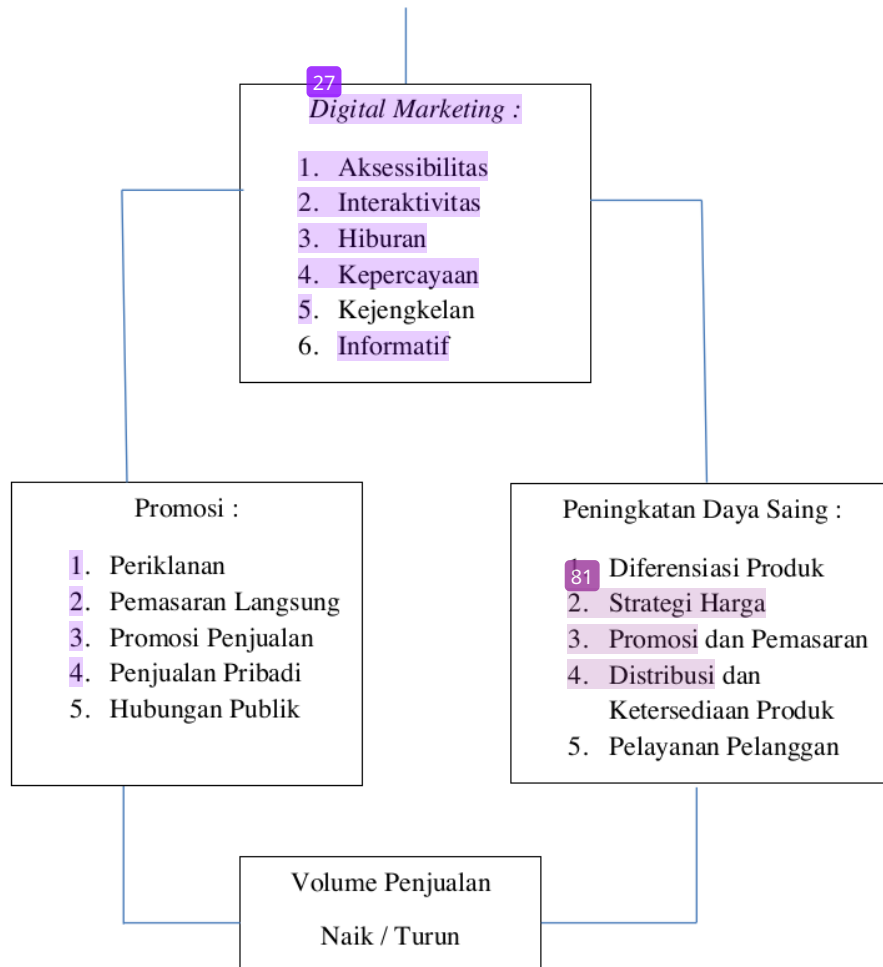 27
Digital Marketing :
1. Aksessibilitas
2. Interaktivitas
3. Hiburan
4. Kepercayaan
5. Kejengkelan
6. Informatif
Promosi :
1. Periklanan
2. Pemasaran Langsung
3. Promosi Penjualan
4. Penjualan Pribadi
5. Hubungan Publik
Peningkatan Daya Saing :
81 Diferensiasi Produk
2. Strategi Harga
3. Promosi dan Pemasaran
4. Distribusi dan
Ketersediaan Produk
5. Pelayanan Pelanggan
Volume Penjualan
Naik / Turun